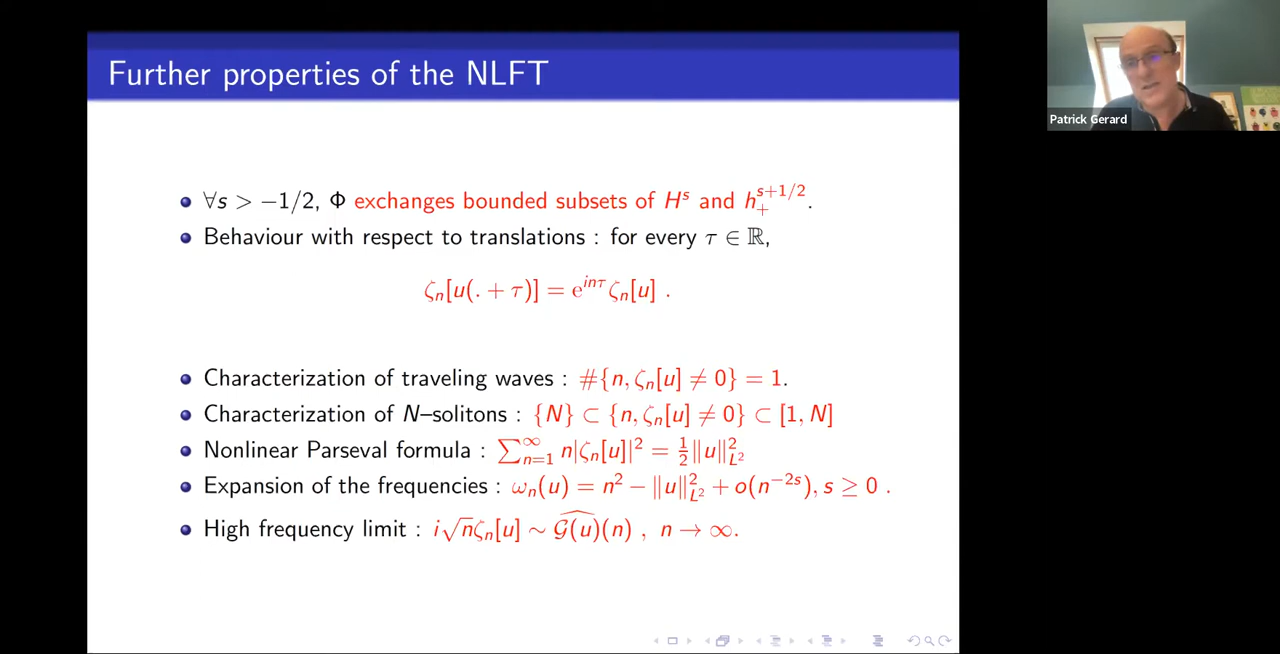 Further properties of the NLFT
Patrick Gerard
∀s > −1/2, Φ exchanges bounded subsets of H^s and h_+^{s+1/2}.
Behaviour with respect to translations : for every τ ∈ ℝ,
ζ_n[u(. + τ)] = e^{inτ} ζ_n[u] .
Characterization of traveling waves : #{n, ζ_n[u] ≠ 0} = 1.
Characterization of N–solitons : {N} ⊂ {n, ζ_n[u] ≠ 0} ⊂ [1, N]
Nonlinear Parseval formula : ∑_{n=1}^∞ n|ζ_n[u]|^2 = \frac{1}{2}‖u‖_{L^2}^2
Expansion of the frequencies : ω_n(u) = n^2 − ‖u‖_{L^2}^2 + o(n^{−2s}), s ≥ 0 .
High frequency limit : i√n ζ_n[u] ∼ \widehat{𝒢(u)}(n) , n → ∞.